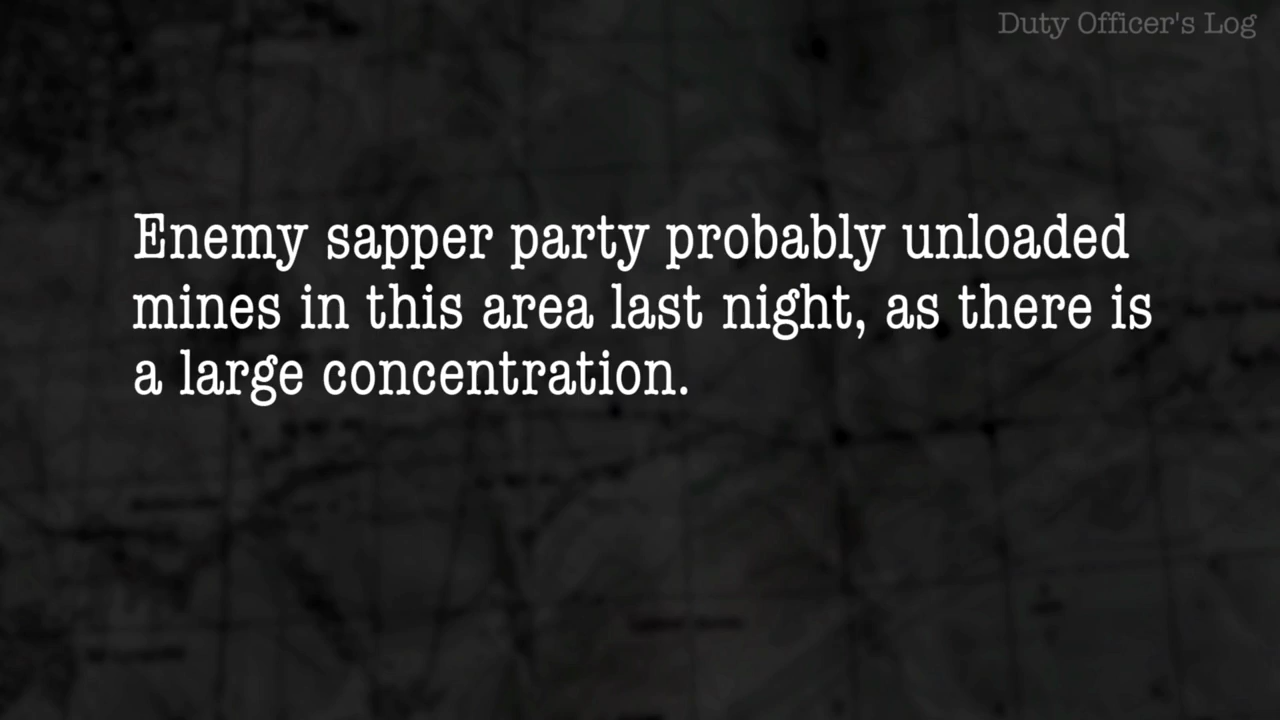 Duty Officer's Log
Enemy sapper party probably unloaded
mines in this area last night, as there is
a large concentration.